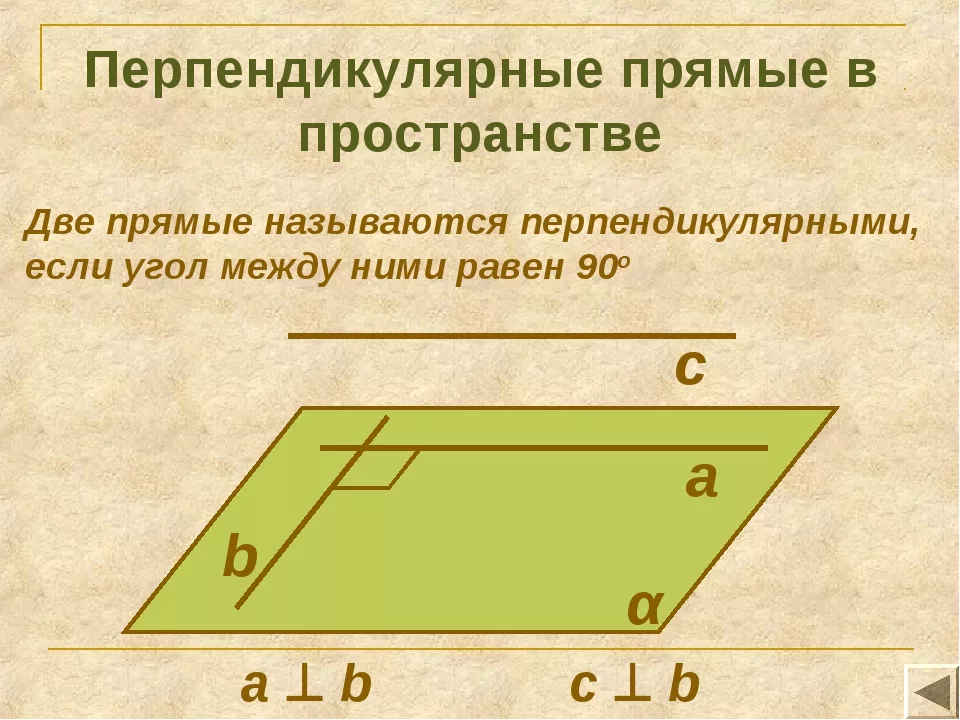 Перпендикулярные прямые в
пространстве
Две прямые называются перпендикулярными,
если угол между ними равен 90º
c
a
b
α
a ⊥ b
c ⊥ b